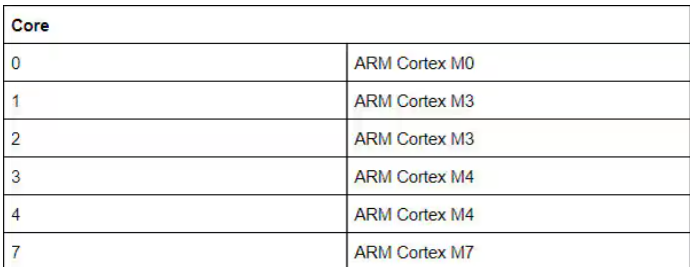 Core
0 ARM Cortex M0
1 ARM Cortex M3
2 ARM Cortex M3
3 ARM Cortex M4
4 ARM Cortex M4
7 ARM Cortex M7